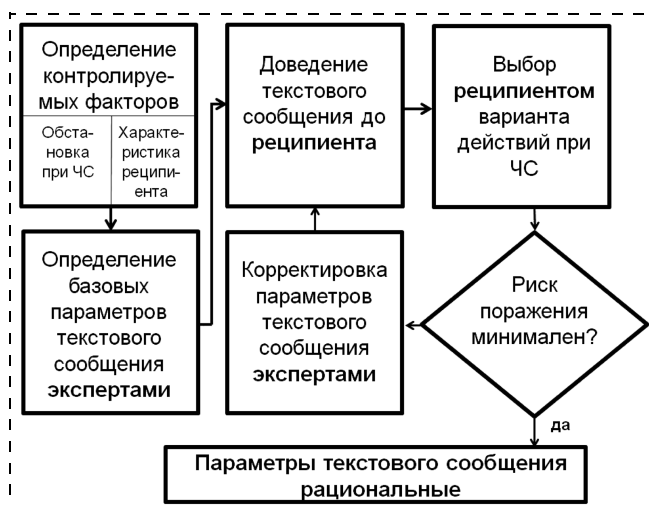 Определение
контролируе-
мых факторов
Обста-
новка
при ЧС
Характе-
ристика
реципи-
ента
Определение
базовых
параметров
текстового
сообщения
экспертами
Доведение
текстового
сообщения до
реципиента
Корректировка
параметров
текстового
сообщения
экспертами
Выбор
реципиентом
варианта
действий при
ЧС
Риск
поражения
минимален?
да
Параметры текстового сообщения
рациональные